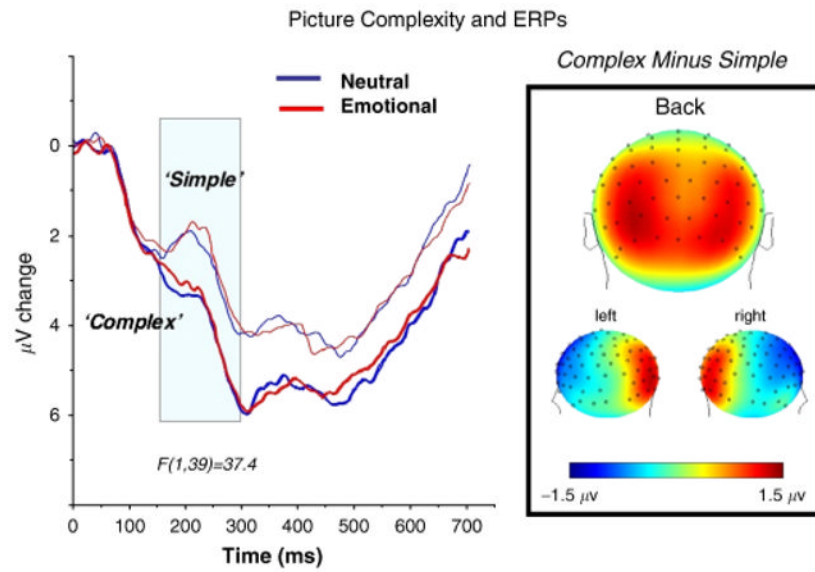 Picture Complexity and ERPs
Neutral
Emotional
'Simple'
'Complex'
0
2
4
6
μV change
F(1,39)=37.4
0 100 200 300 400 500 600 700
Time (ms)
Complex Minus Simple
Back
left right
−1.5 μv 1.5 μv